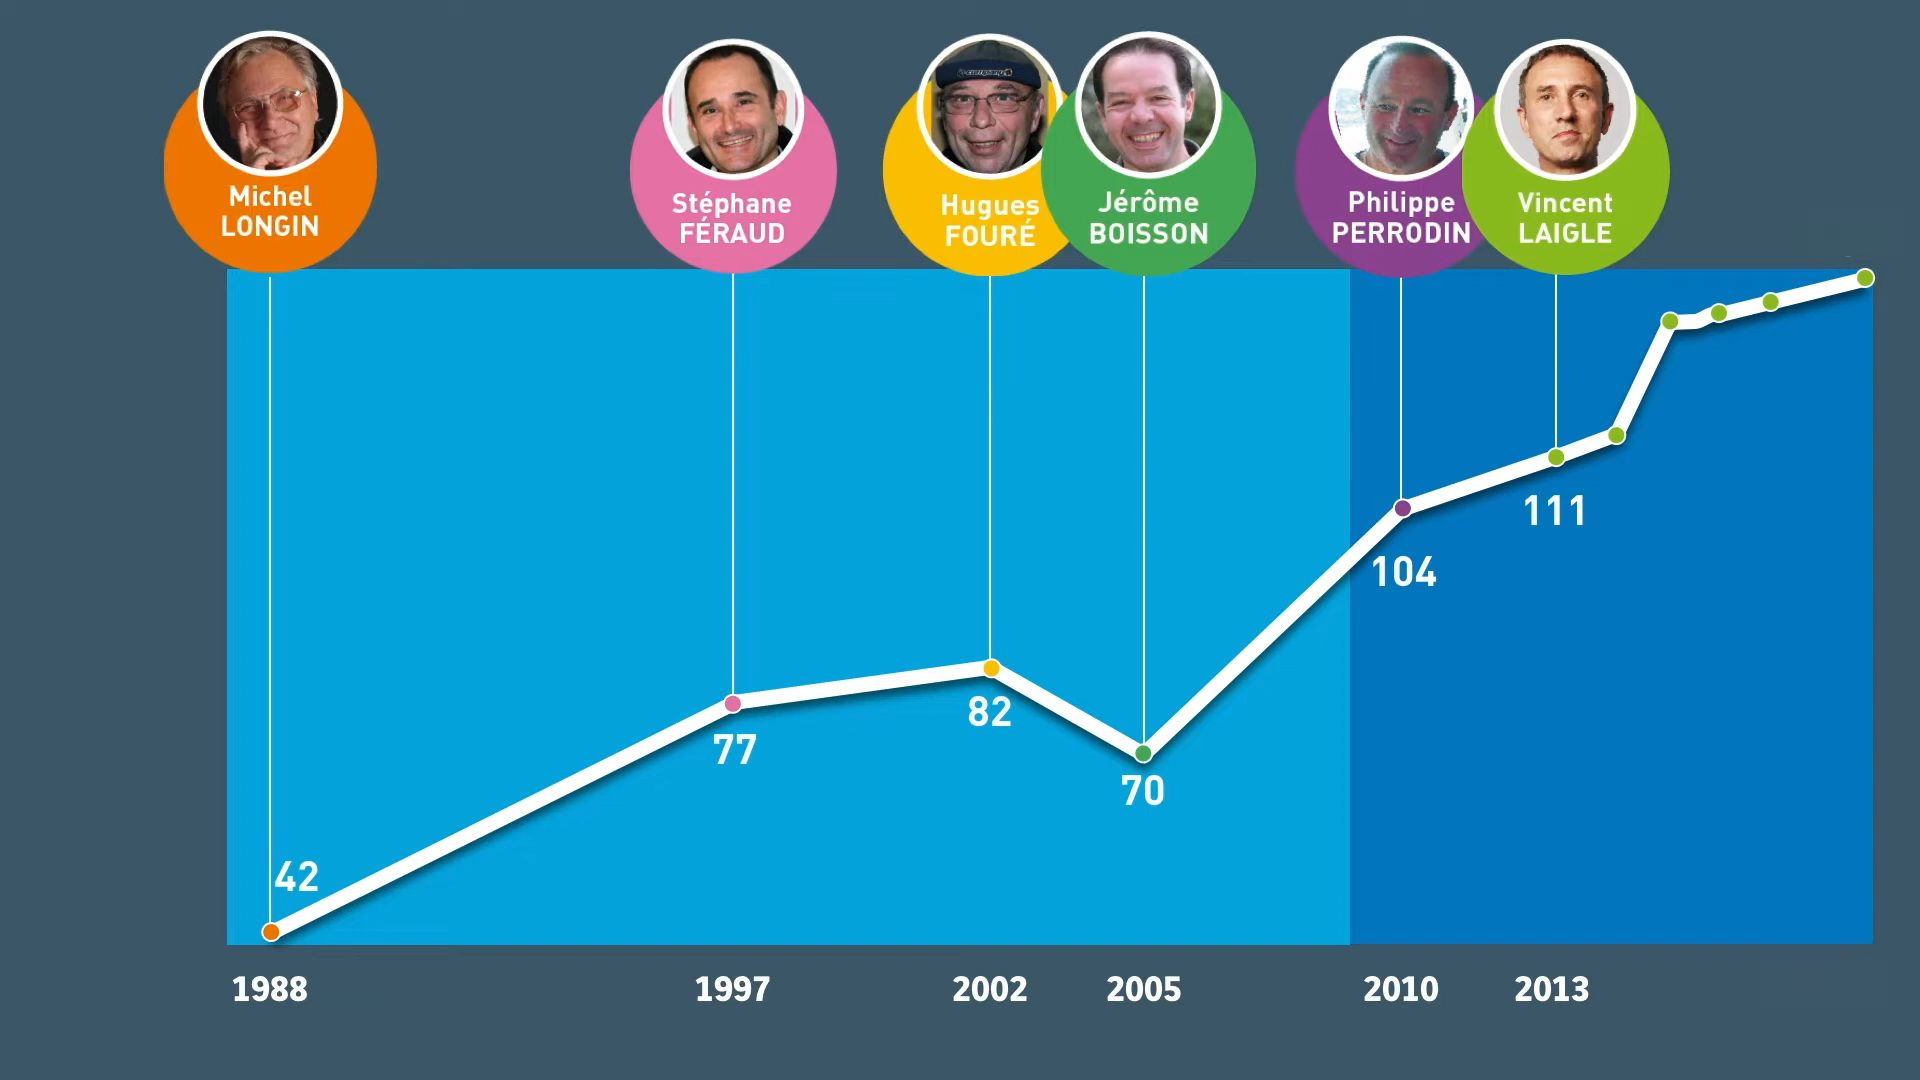 Michel
LONGIN
Stéphane
FÉRAUD
Hugues
FOURÉ
Jérôme
BOISSON
Philippe
PERRODIN
Vincent
LAIGLE
111
104
82
77
70
42
1988
1997
2002
2005
2010
2013